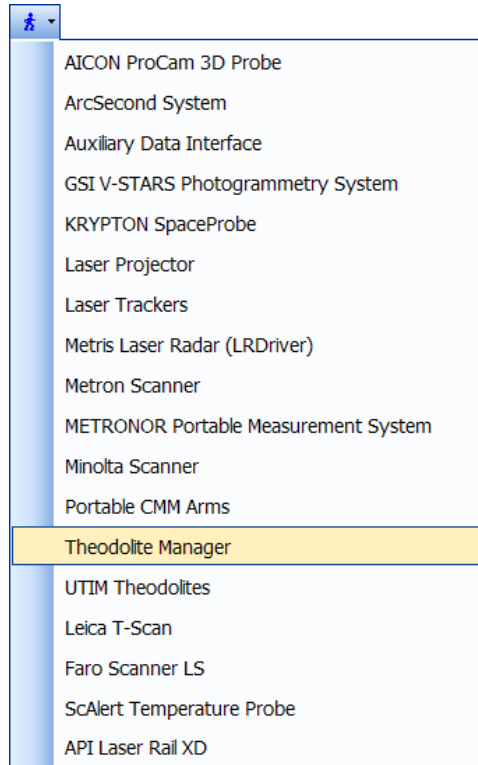 AICON ProCam 3D Probe
ArcSecond System
Auxiliary Data Interface
GSI V-STARS Photogrammetry System
KRYPTON SpaceProbe
Laser Projector
Laser Trackers
Metris Laser Radar (LRDriver)
Metron Scanner
METRONOR Portable Measurement System
Minolta Scanner
Portable CMM Arms
Theodolite Manager
UTIM Theodolites
Leica T-Scan
Faro Scanner LS
ScAlert Temperature Probe
API Laser Rail XD